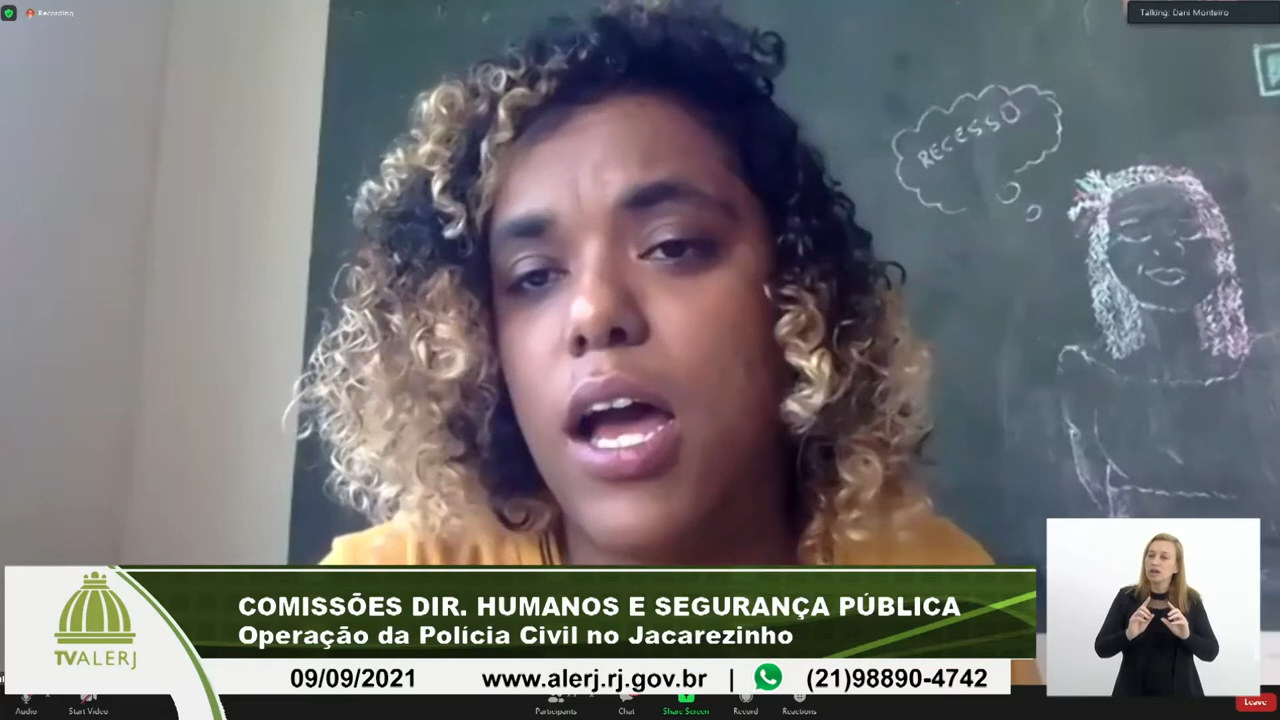 Recording
Talking: Dani Monteiro
RECESSO
COMISSÕES DIR. HUMANOS E SEGURANÇA PÚBLICA
Operação da Polícia Civil no Jacarezinho
TVALERJ
09/09/2021 www.alerj.rj.gov.br | (21)98890-4742
Audio Start Video Participants Chat Share Screen Record Reactions Leave